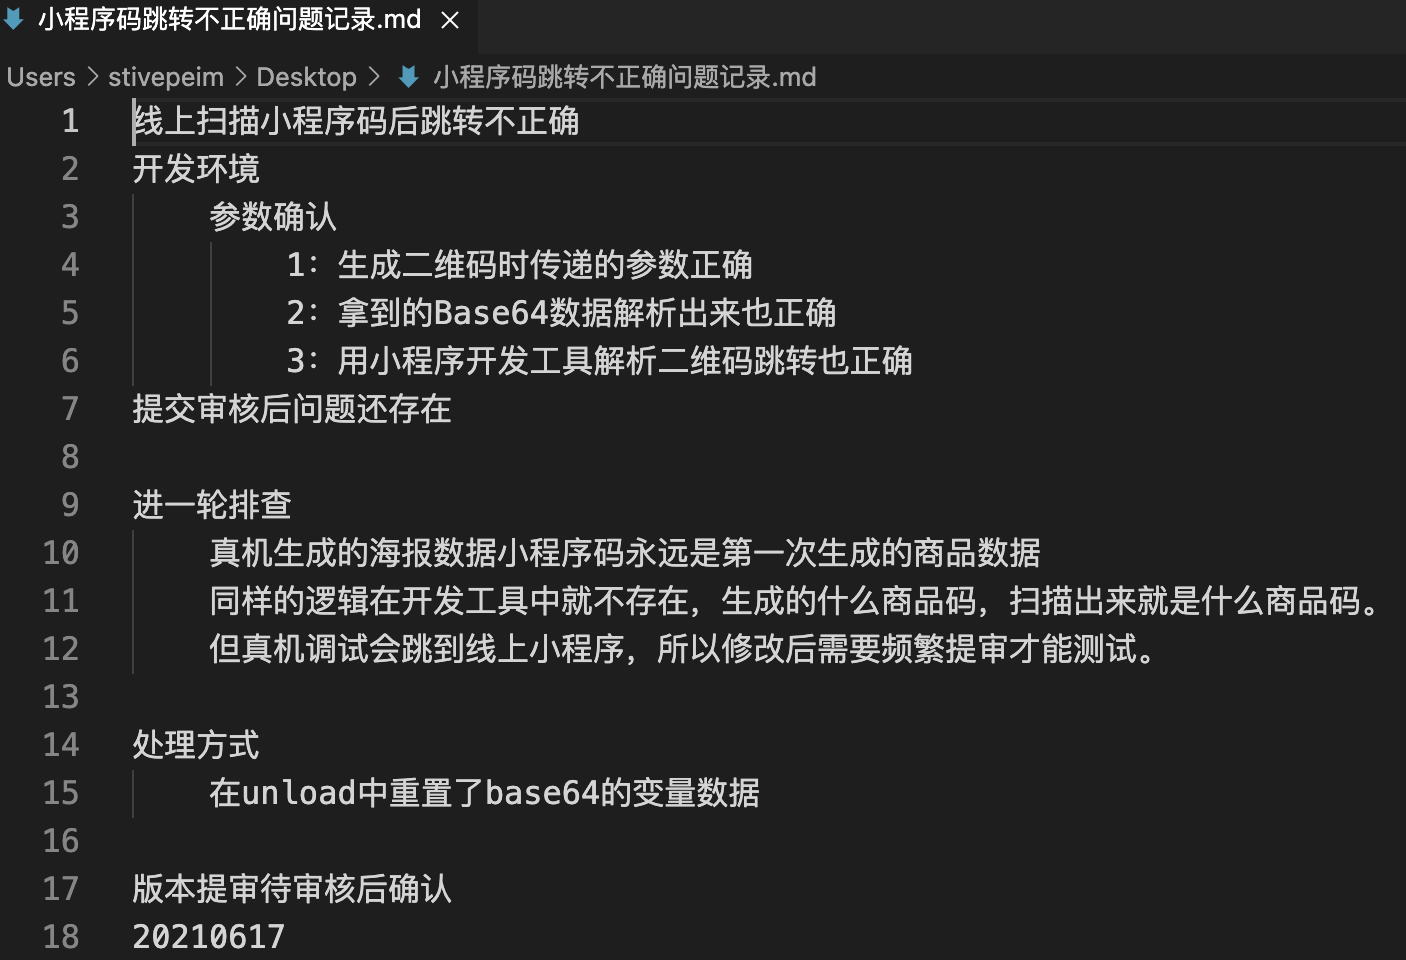 小程序码跳转不正确问题记录.md
Users > stivepeim > Desktop > 小程序码跳转不正确问题记录.md
1 线上扫描小程序码后跳转不正确
2 开发环境
3 参数确认
4 1：生成二维码时传递的参数正确
5 2：拿到的Base64数据解析出来也正确
6 3：用小程序开发工具解析二维码跳转也正确
7 提交审核后问题还存在
8
9 进一轮排查
10 真机生成的海报数据小程序码永远是第一次生成的商品数据
11 同样的逻辑在开发工具中就不存在，生成的什么商品码，扫描出来就是什么商品码。
12 但真机调试会跳到线上小程序，所以修改后需要频繁提审才能测试。
13
14 处理方式
15 在unload中重置了base64的变量数据
16
17 版本提审待审核后确认
18 20210617